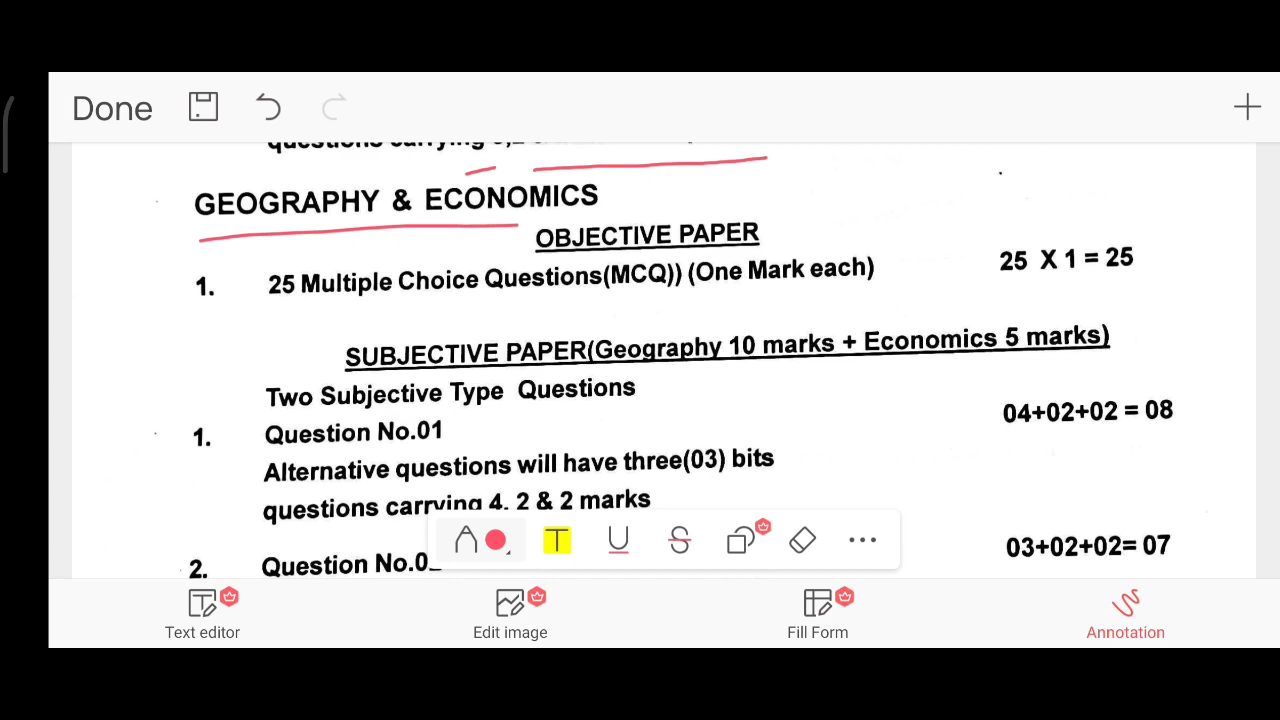 Done
questions carrying
GEOGRAPHY & ECONOMICS
OBJECTIVE PAPER
1. 25 Multiple Choice Questions(MCQ)) (One Mark each) 25 X 1 = 25
SUBJECTIVE PAPER(Geography 10 marks + Economics 5 marks)
Two Subjective Type Questions
1. Question No.01 04+02+02 = 08
Alternative questions will have three(03) bits
questions carrying 4, 2 & 2 marks
2. Question No.0 03+02+02= 07
T U S
Text editor Edit image Fill Form Annotation